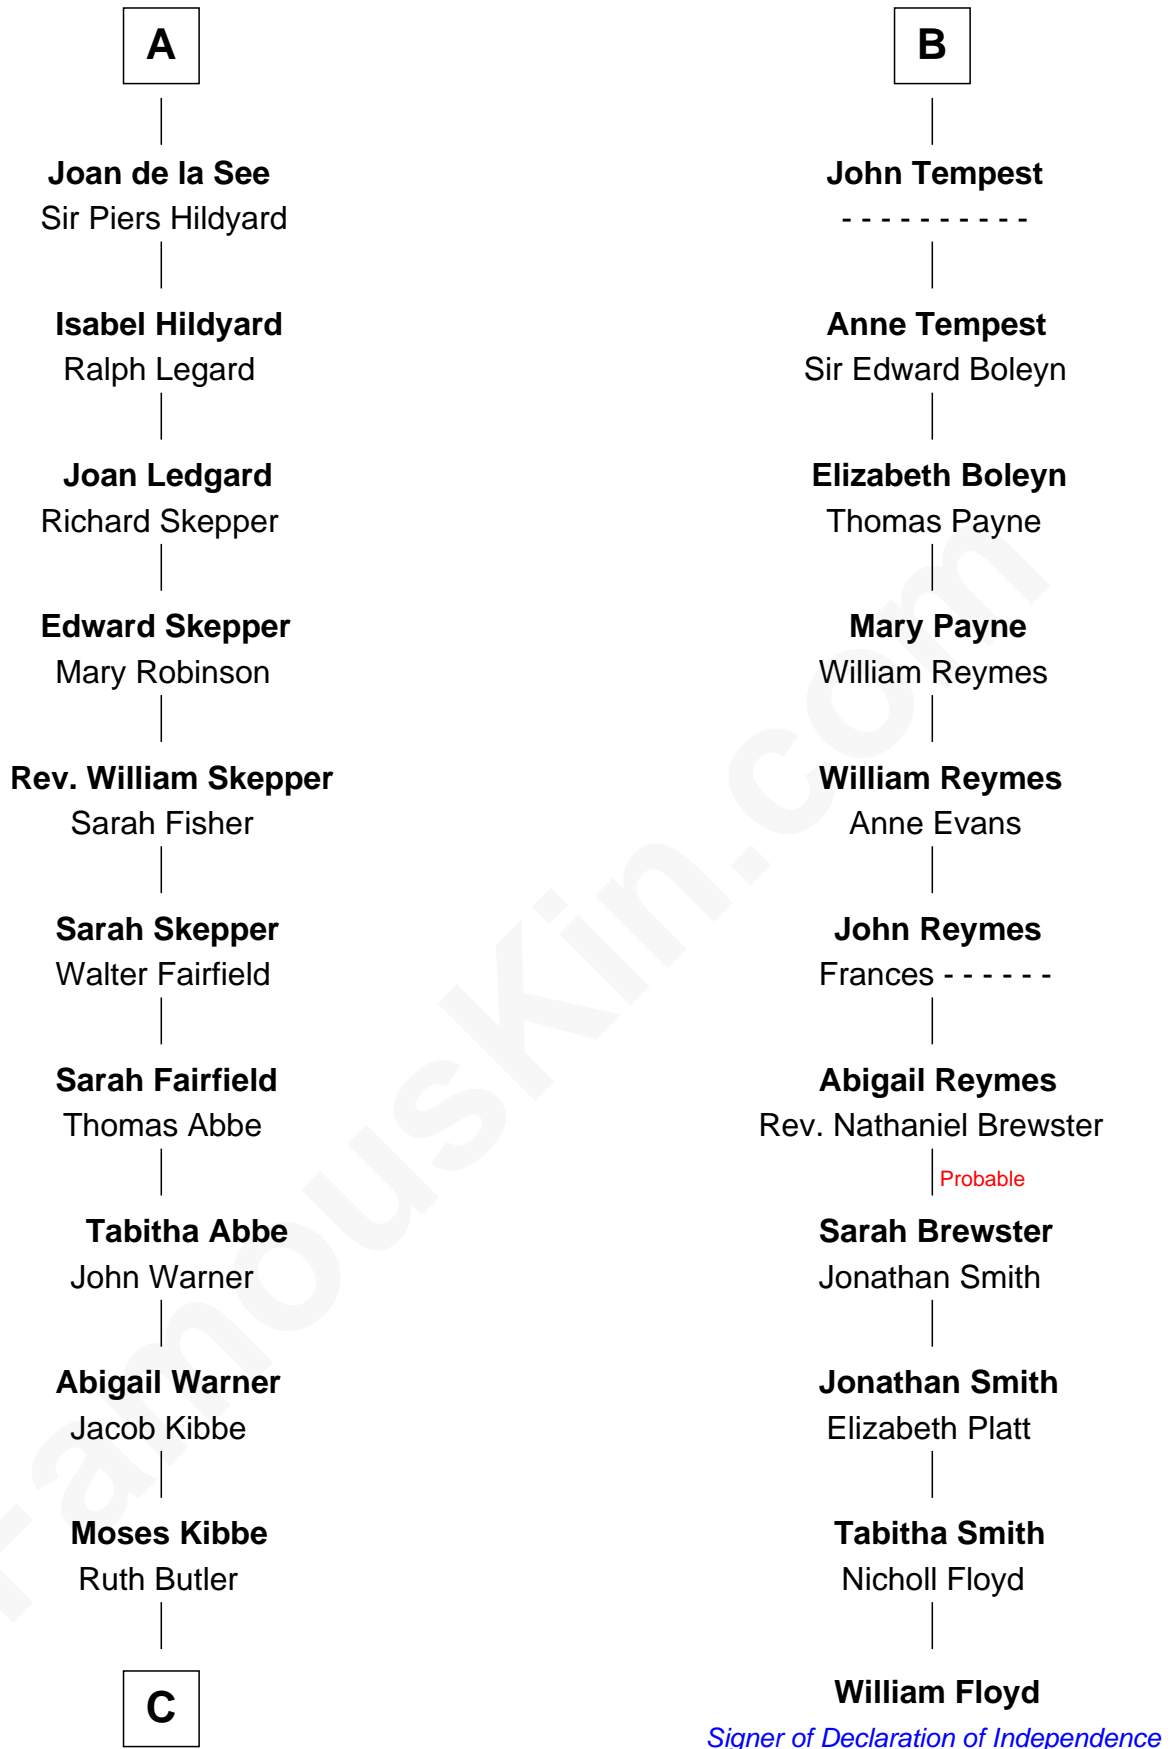 A
Joan de la See
Sir Piers Hildyard
Isabel Hildyard
Ralph Legard
Joan Ledgard
Richard Skepper
Edward Skepper
Mary Robinson
Rev. William Skepper
Sarah Fisher
Sarah Skepper
Walter Fairfield
Sarah Fairfield
Thomas Abbe
Tabitha Abbe
John Warner
Abigail Warner
Jacob Kibbe
Moses Kibbe
Ruth Butler
C
B
John Tempest
- - - - - - - - - -
Anne Tempest
Sir Edward Boleyn
Elizabeth Boleyn
Thomas Payne
Mary Payne
William Reymes
William Reymes
Anne Evans
John Reymes
Frances - - - - - -
Abigail Reymes
Rev. Nathaniel Brewster
Probable
Sarah Brewster
Jonathan Smith
Jonathan Smith
Elizabeth Platt
Tabitha Smith
Nicholl Floyd
William Floyd
Signer of Declaration of Independence
FamousKin.com